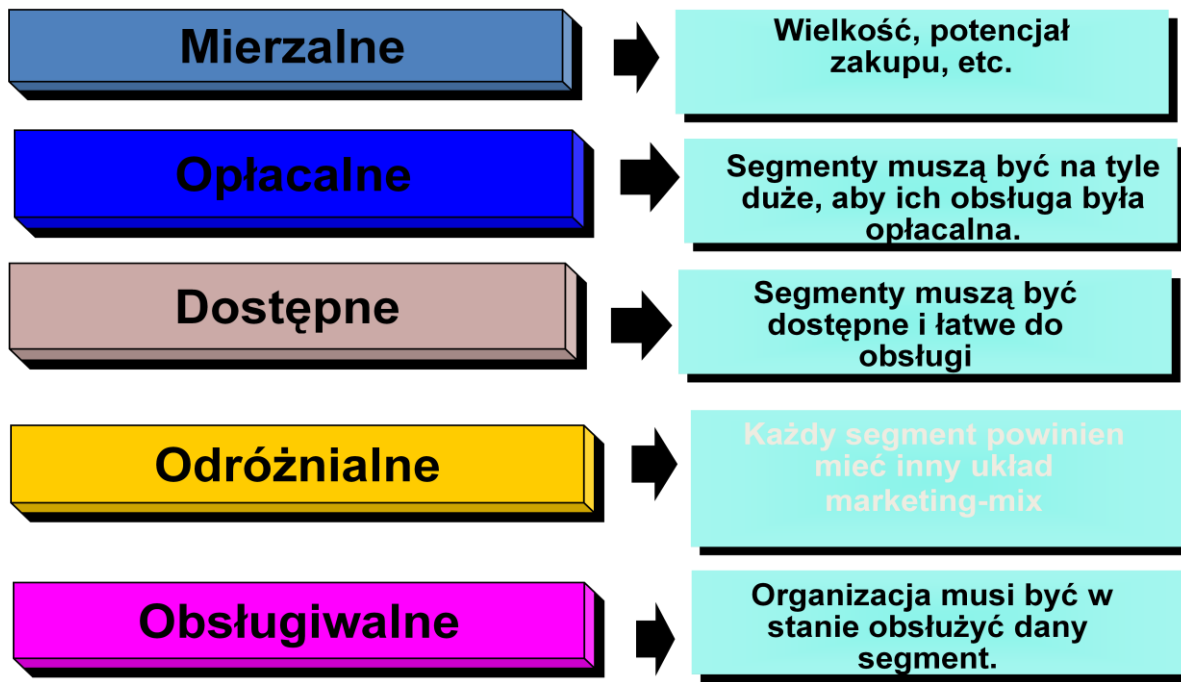 Mierzalne
Wielkość, potencjał
zakupu, etc.
Opłacalne
Segmenty muszą być na tyle
duże, aby ich obsługa była
opłacalna.
Dostępne
Segmenty muszą być
dostępne i łatwe do
obsługi
Odróżnialne
Każdy segment powinien
mieć inny układ
marketing-mix
Obsługiwalne
Organizacja musi być w
stanie obsłużyć dany
segment.